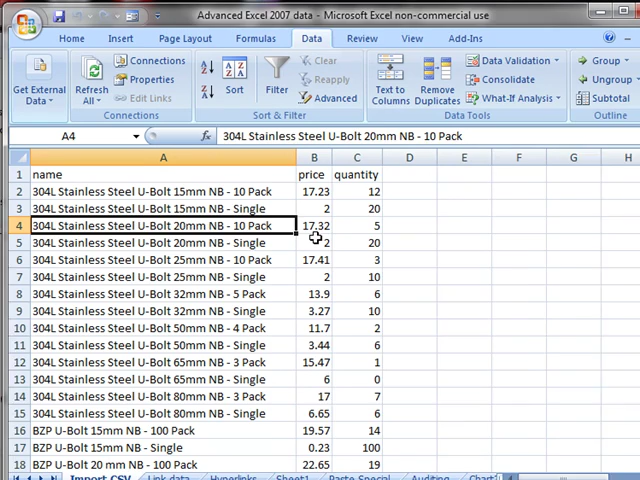 Advanced Excel 2007 data - Microsoft Excel non-commercial use
Home Insert Page Layout Formulas Data Review View Add-Ins
Get External Data
Refresh All
Connections
Properties
Edit Links
Connections
Sort
Filter
Clear
Reapply
Advanced
Sort & Filter
Text to Columns
Remove Duplicates
Data Validation
Consolidate
What-If Analysis
Data Tools
Group
Ungroup
Subtotal
Outline
A4 fx 304L Stainless Steel U-Bolt 20mm NB - 10 Pack
A B C D E F G H
1 name price quantity
2 304L Stainless Steel U-Bolt 15mm NB - 10 Pack 17.23 12
3 304L Stainless Steel U-Bolt 15mm NB - Single 2 20
4 304L Stainless Steel U-Bolt 20mm NB - 10 Pack 17.32 5
5 304L Stainless Steel U-Bolt 20mm NB - Single 2 20
6 304L Stainless Steel U-Bolt 25mm NB - 10 Pack 17.41 3
7 304L Stainless Steel U-Bolt 25mm NB - Single 2 10
8 304L Stainless Steel U-Bolt 32mm NB - 5 Pack 13.9 6
9 304L Stainless Steel U-Bolt 32mm NB - Single 3.27 10
10 304L Stainless Steel U-Bolt 50mm NB - 4 Pack 11.7 2
11 304L Stainless Steel U-Bolt 50mm NB - Single 3.44 6
12 304L Stainless Steel U-Bolt 65mm NB - 3 Pack 15.47 1
13 304L Stainless Steel U-Bolt 65mm NB - Single 6 0
14 304L Stainless Steel U-Bolt 80mm NB - 3 Pack 17 7
15 304L Stainless Steel U-Bolt 80mm NB - Single 6.65 6
16 BZP U-Bolt 15mm NB - 100 Pack 19.57 14
17 BZP U-Bolt 15mm NB - Single 0.23 100
18 BZP U-Bolt 20 mm NB - 100 Pack 22.65 19
Import CSV Link data Hyperlinks Sheet1 Paste Special Auditing Chart1